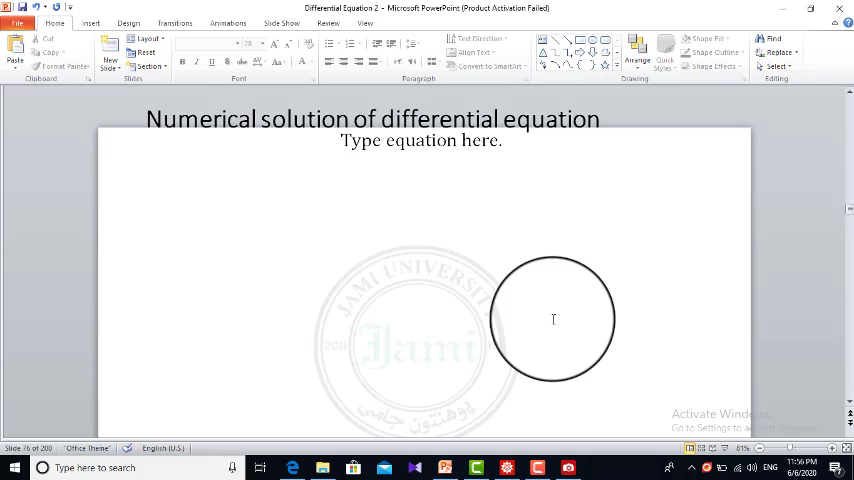 Differential Equation 2 - Microsoft PowerPoint (Product Activation Failed)
File Home Insert Design Transitions Animations Slide Show Review View
Paste Cut Copy Format Painter
New Slide Layout Reset Section
28
Text Direction Align Text Convert to SmartArt
Arrange Quick Styles Shape Fill Shape Outline Shape Effects
Find Replace Select
Clipboard Slides Font Paragraph Drawing Editing
Numerical solution of differential equation
Type equation here.
JAMI UNIVERSITY
2011
Jami
پوهنتون جامي
Activate Windows
Go to Settings to activate Windows.
Slide 76 of 200 "Office Theme" English (U.S.) 81%
Type here to search
ENG
11:56 PM
6/6/2020